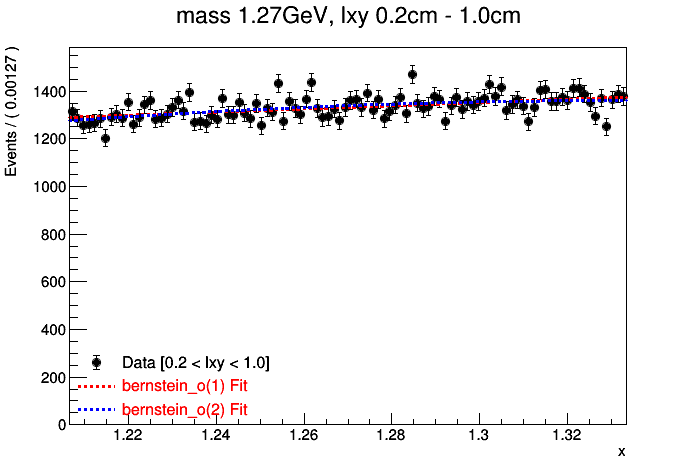 mass 1.27GeV, lxy 0.2cm - 1.0cm
Events / ( 0.00127 )
1400
1200
1000
800
600
400
200
0
Data [0.2 < lxy < 1.0]
bernstein_o(1) Fit
bernstein_o(2) Fit
1.22 1.24 1.26 1.28 1.3 1.32
x